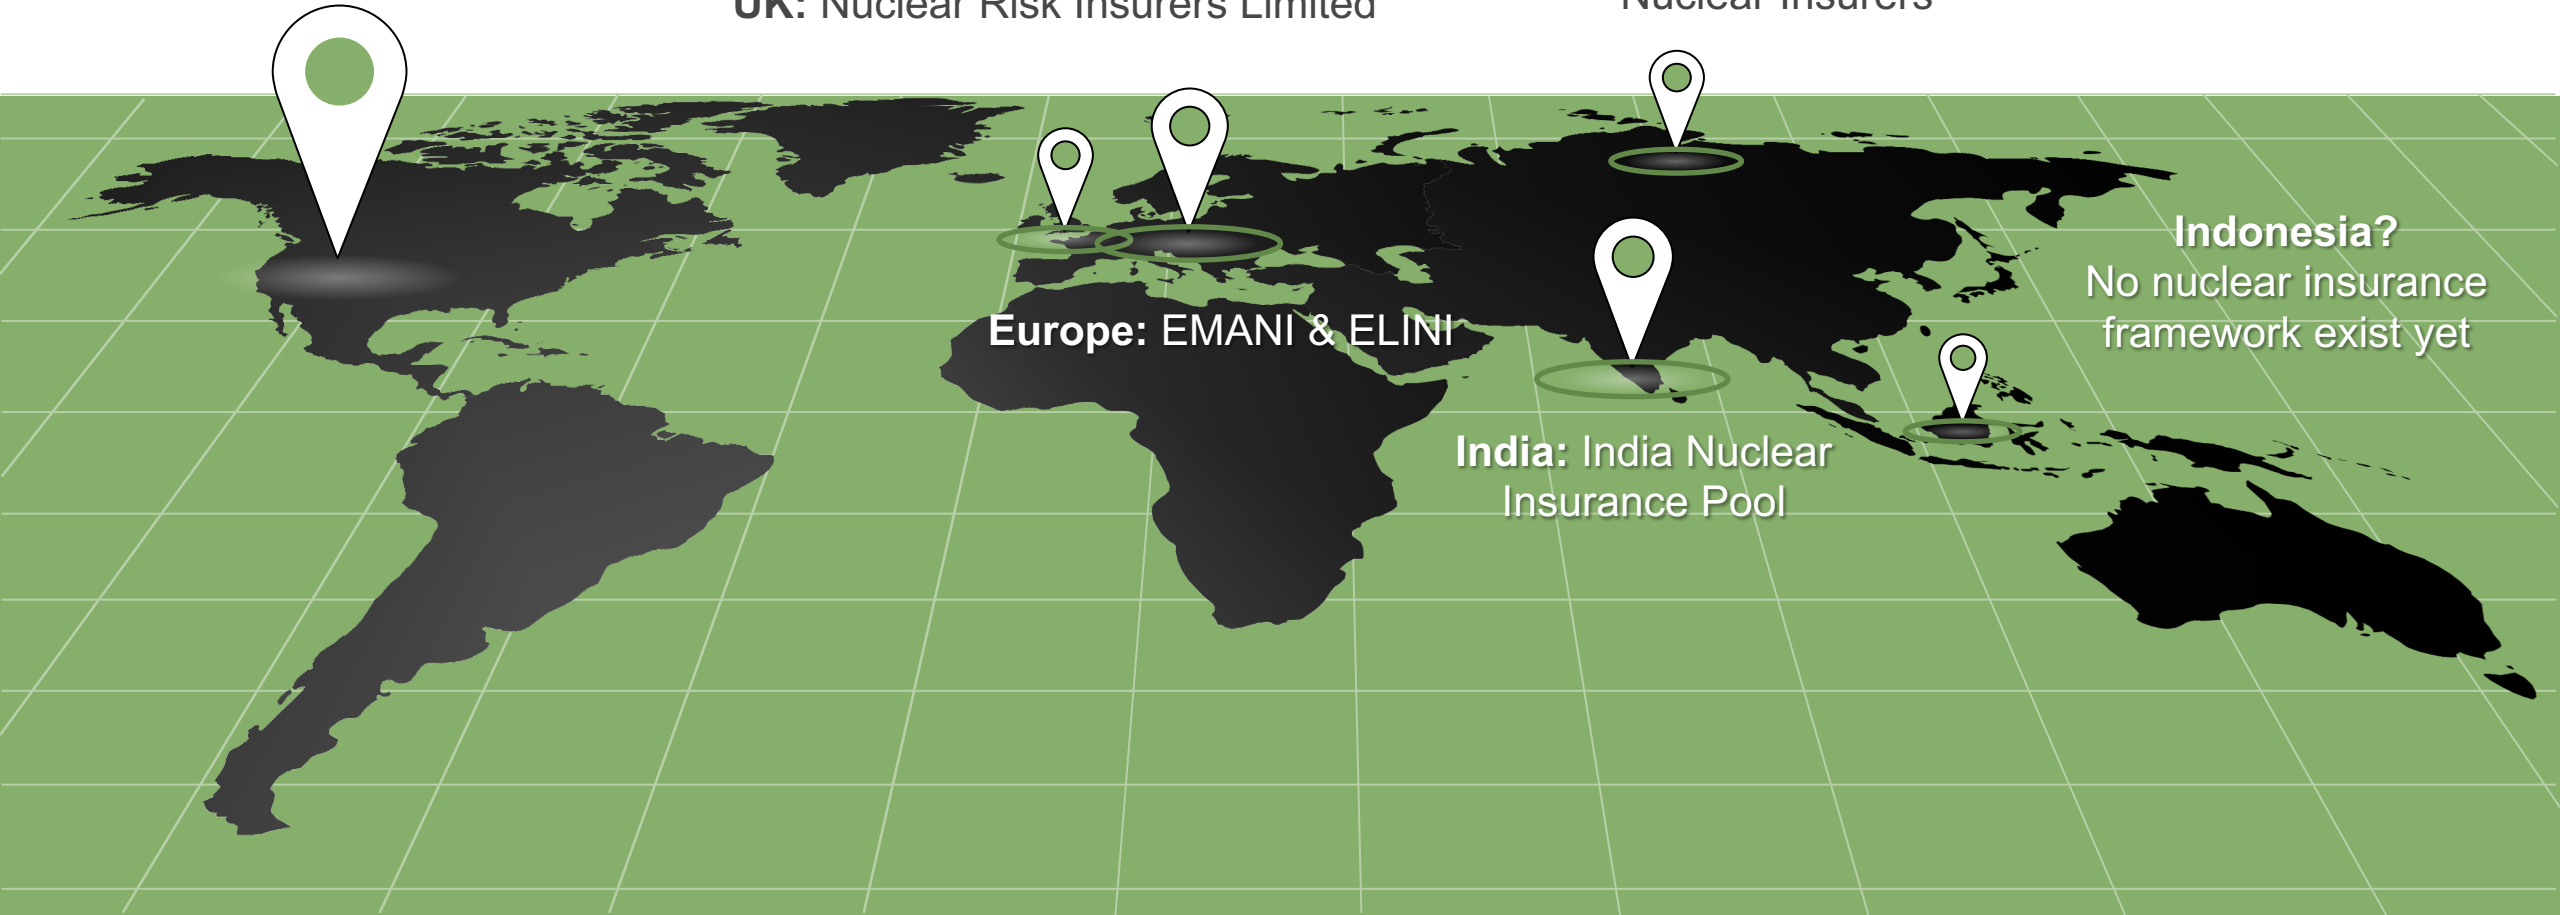 UK: Nuclear Risk Insurers Limited
Nuclear Insurers
Indonesia?
No nuclear insurance
framework exist yet
Europe: EMANI & ELINI
India: India Nuclear
Insurance Pool